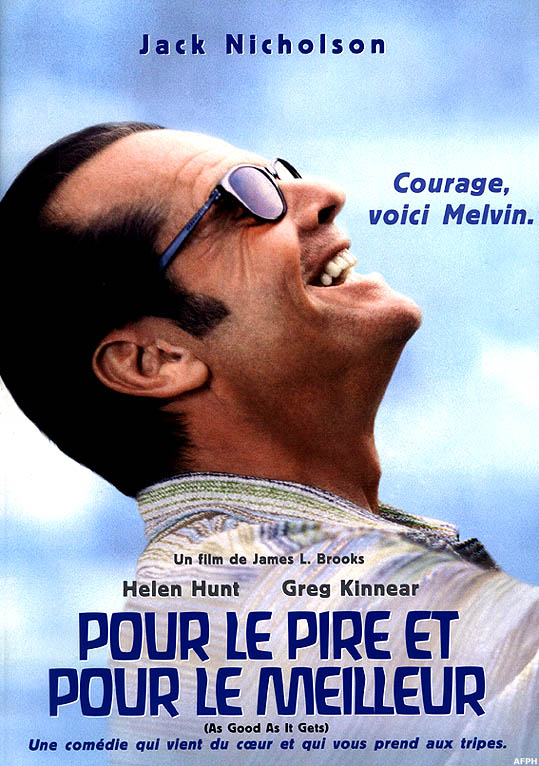 Jack Nicholson
Courage,
voici Melvin.
Un film de James L. Brooks
Helen Hunt Greg Kinnear
POUR LE PIRE ET
POUR LE MEILLEUR
(As Good As It Gets)
Une comédie qui vient du cœur et qui vous prend aux tripes.
AFPH